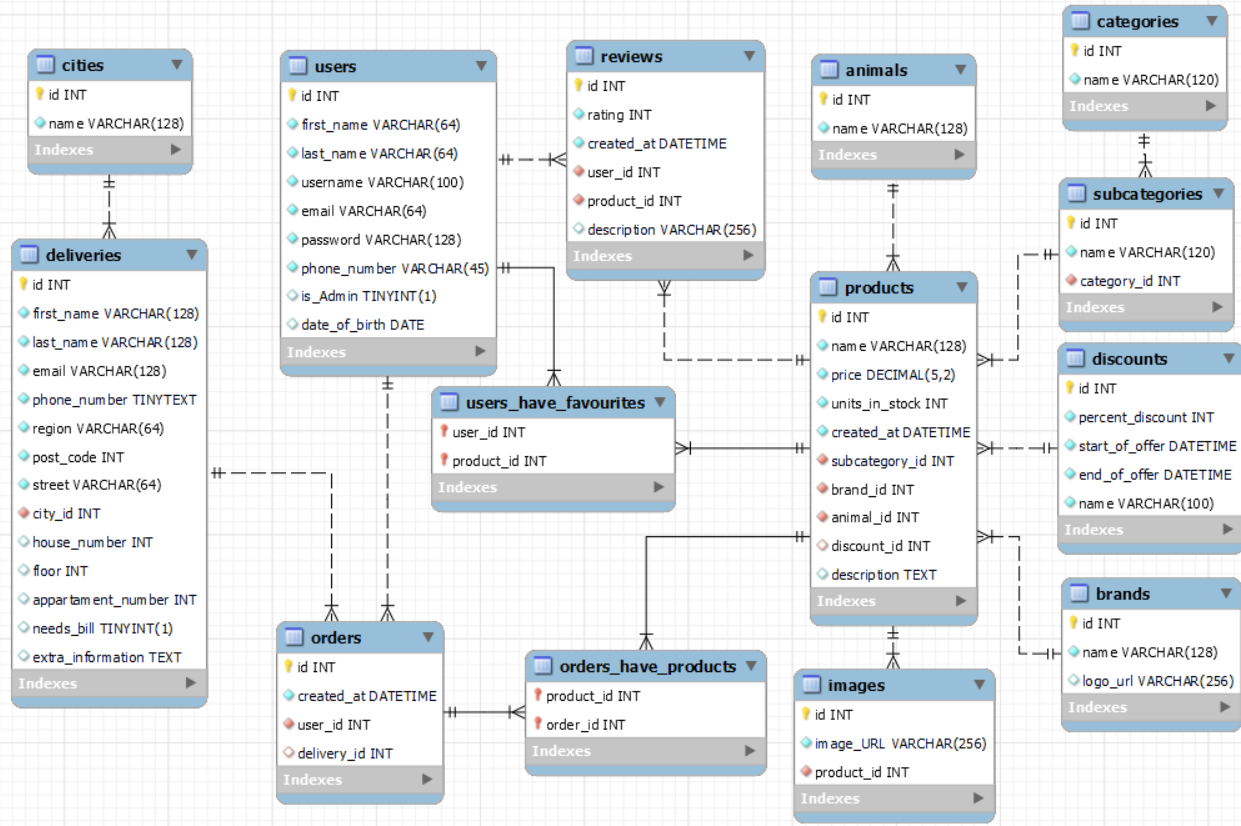 cities
id INT
name VARCHAR(128)
Indexes
deliveries
id INT
first_name VARCHAR(128)
last_name VARCHAR(128)
email VARCHAR(128)
phone_number TINYTEXT
region VARCHAR(64)
post_code INT
street VARCHAR(64)
city_id INT
house_number INT
floor INT
appartament_number INT
needs_bill TINYINT(1)
extra_information TEXT
Indexes
users
id INT
first_name VARCHAR(64)
last_name VARCHAR(64)
username VARCHAR(100)
email VARCHAR(64)
password VARCHAR(128)
phone_number VARCHAR(45)
is_Admin TINYINT(1)
date_of_birth DATE
Indexes
users_have_favourites
user_id INT
product_id INT
Indexes
orders
id INT
created_at DATETIME
user_id INT
delivery_id INT
Indexes
orders_have_products
product_id INT
order_id INT
Indexes
reviews
id INT
rating INT
created_at DATETIME
user_id INT
product_id INT
description VARCHAR(256)
Indexes
animals
id INT
name VARCHAR(128)
Indexes
products
id INT
name VARCHAR(128)
price DECIMAL(5,2)
units_in_stock INT
created_at DATETIME
subcategory_id INT
brand_id INT
animal_id INT
discount_id INT
description TEXT
Indexes
images
id INT
image_URL VARCHAR(256)
product_id INT
Indexes
categories
id INT
name VARCHAR(120)
Indexes
subcategories
id INT
name VARCHAR(120)
category_id INT
Indexes
discounts
id INT
percent_discount INT
start_of_offer DATETIME
end_of_offer DATETIME
name VARCHAR(100)
Indexes
brands
id INT
name VARCHAR(128)
logo_url VARCHAR(256)
Indexes